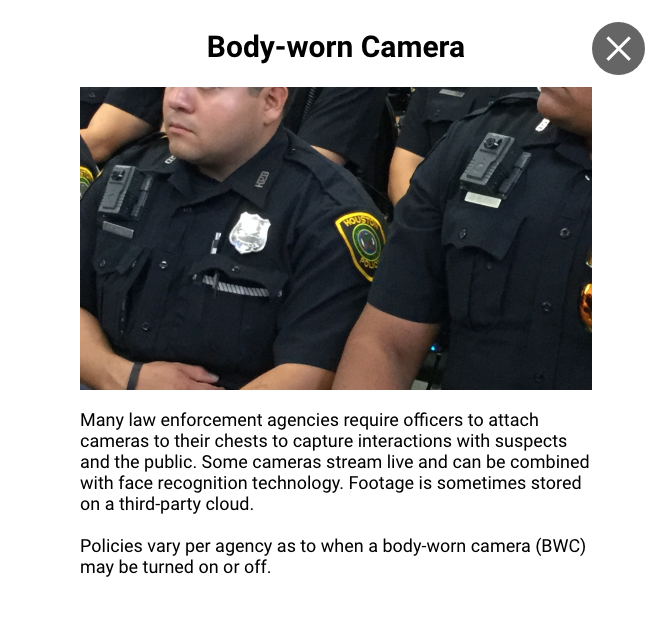 Body-worn Camera
HOUSTON
POLICE
Many law enforcement agencies require officers to attach
cameras to their chests to capture interactions with suspects
and the public. Some cameras stream live and can be combined
with face recognition technology. Footage is sometimes stored
on a third-party cloud.
Policies vary per agency as to when a body-worn camera (BWC)
may be turned on or off.